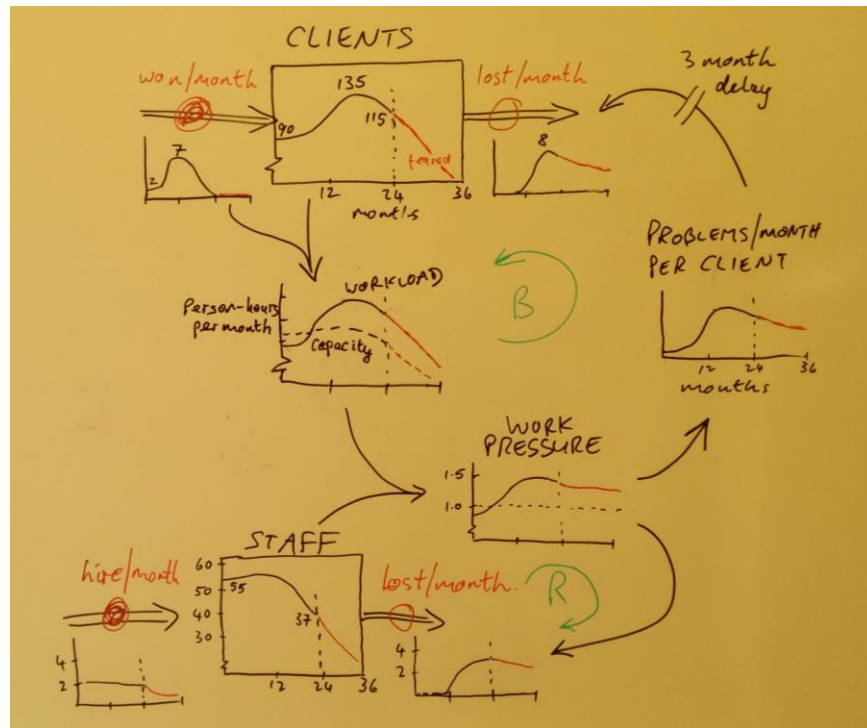 CLIENTS
won/month
lost/month
3 month
delay
135
115
90
feared
7
2
8
12
24
36
months
PROBLEMS/MONTH
PER CLIENT
WORKLOAD
Person-hours
per month
Capacity
B
12
24
36
months
WORK
PRESSURE
1.5
1.0
STAFF
hire/month
lost/month
R
60
50
40
30
55
37
12
24
36
4
2
4
2